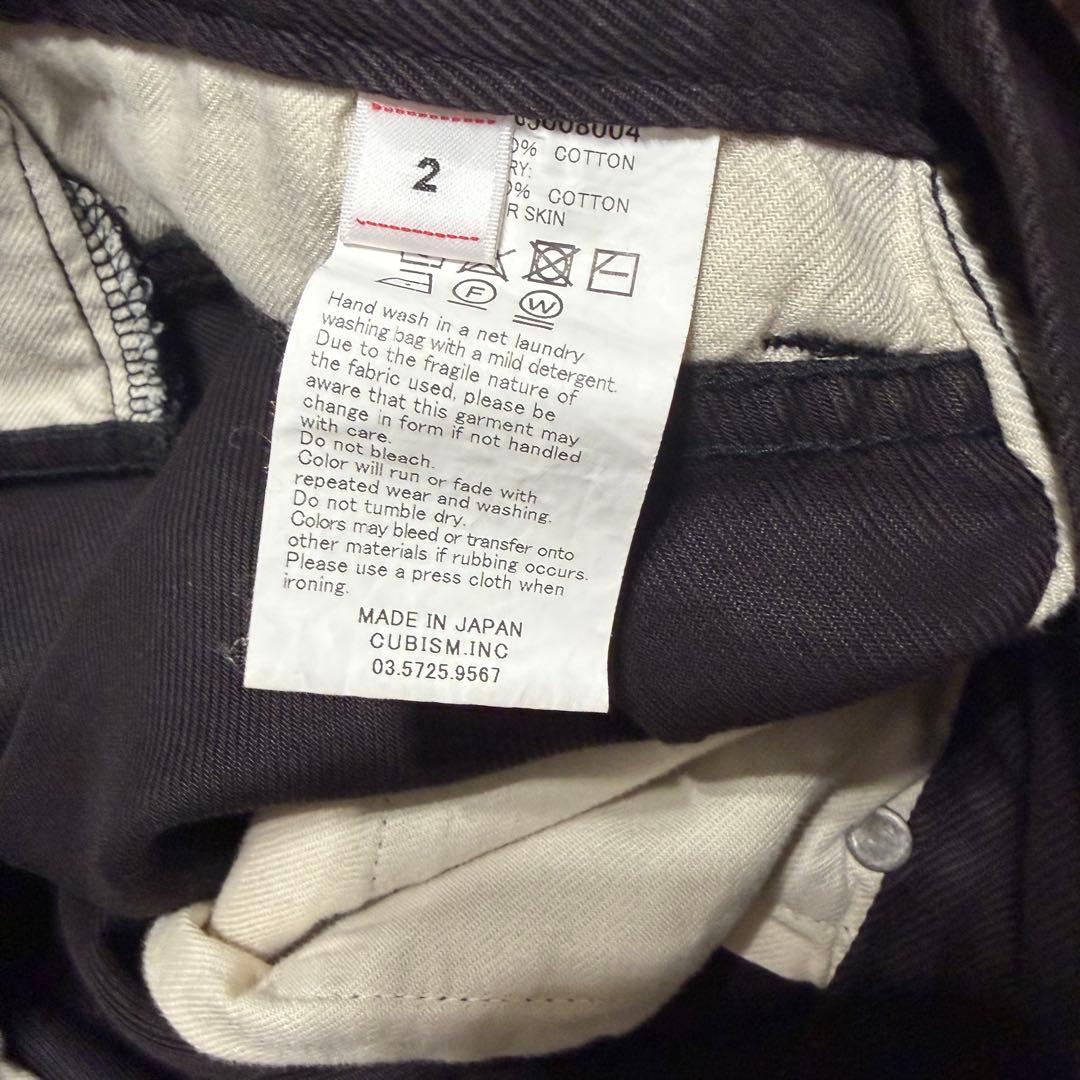 2
% COTTON
RY:
% COTTON
R SKIN
F
W
Hand wash in a net laundry
washing bag with a mild detergent.
Due to the fragile nature of
the fabric used, please be
aware that this garment may
change in form if not handled
with care.
Do not bleach.
Color will run or fade with
repeated wear and washing.
Do not tumble dry.
Colors may bleed or transfer onto
other materials if rubbing occurs.
Please use a press cloth when
ironing.
MADE IN JAPAN
CUBISM.INC
03.5725.9567